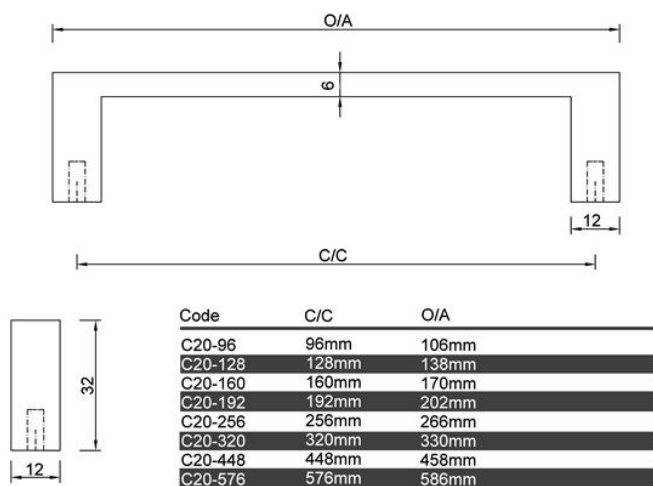 O/A
6
12
C/C
32
12
Code C/C O/A
C20-96 96mm 106mm
C20-128 128mm 138mm
C20-160 160mm 170mm
C20-192 192mm 202mm
C20-256 256mm 266mm
C20-320 320mm 330mm
C20-448 448mm 458mm
C20-576 576mm 586mm